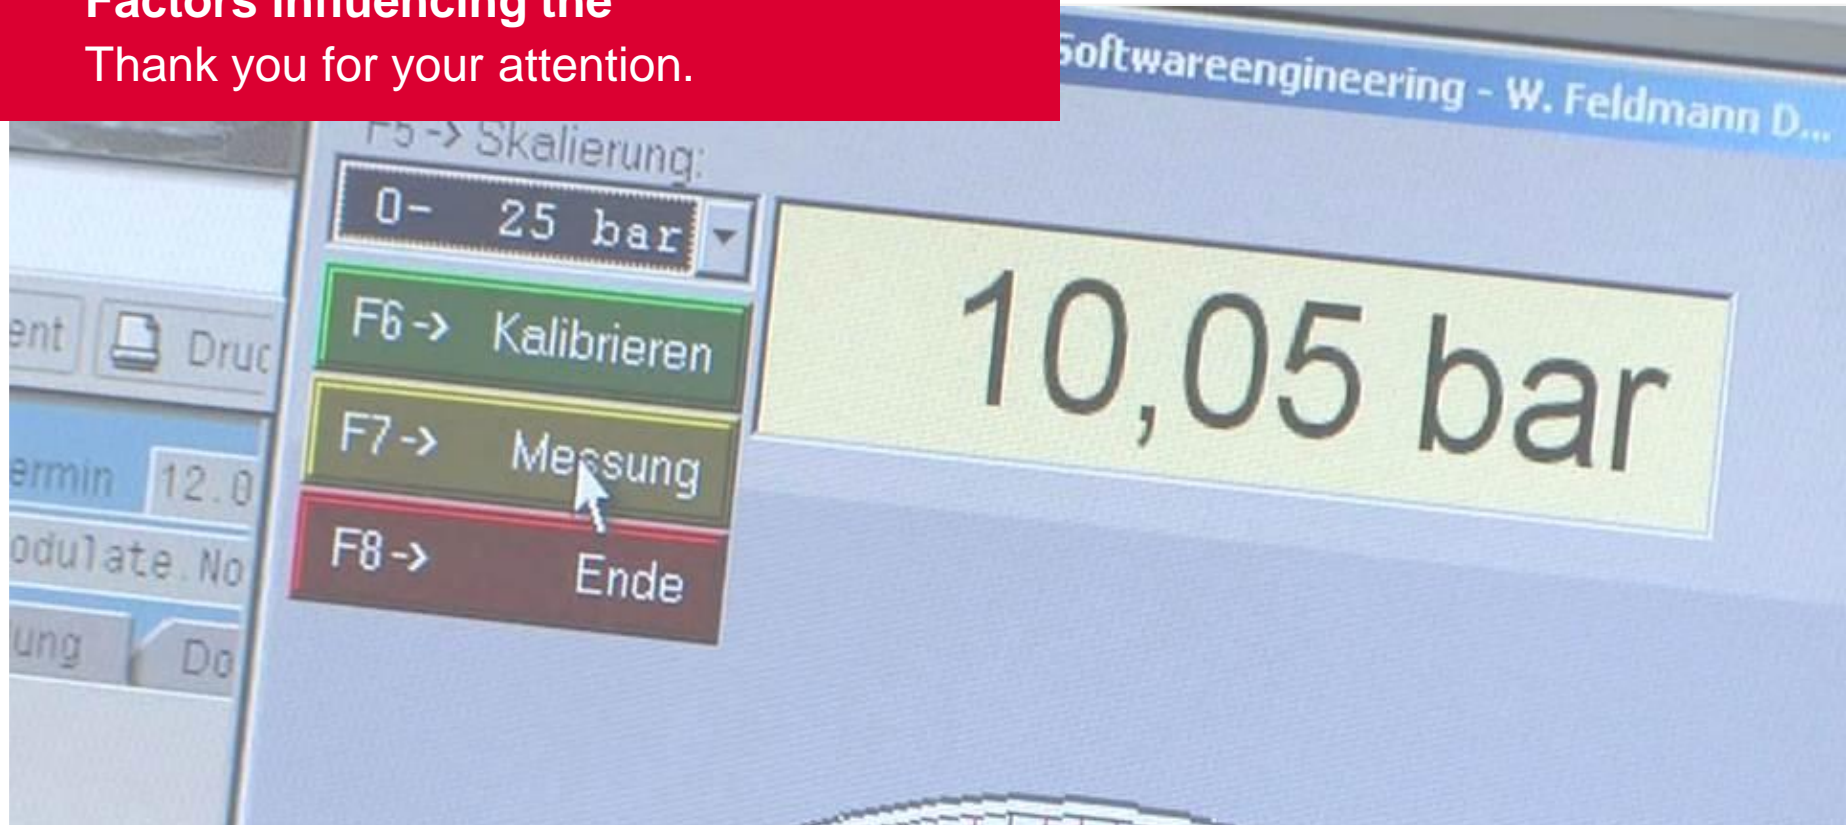 Factors influencing the
Thank you for your attention.
Softwareengineering - W. Feldmann D...
F5 -> Skalierung:
0- 25 bar
10,05 bar
F6 -> Kalibrieren
F7 -> Messung
F8 -> Ende
ent
Druc
ermin 12.0
odulate.No
ung Do